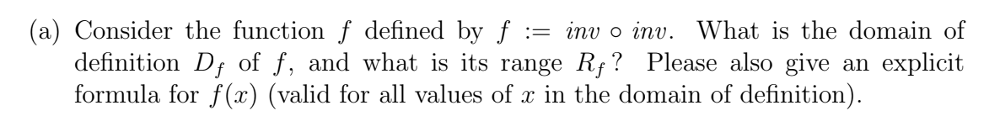 (a) Consider the function f defined by f := inv ∘ inv. What is the domain of
definition D_f of f, and what is its range R_f? Please also give an explicit
formula for f(x) (valid for all values of x in the domain of definition).